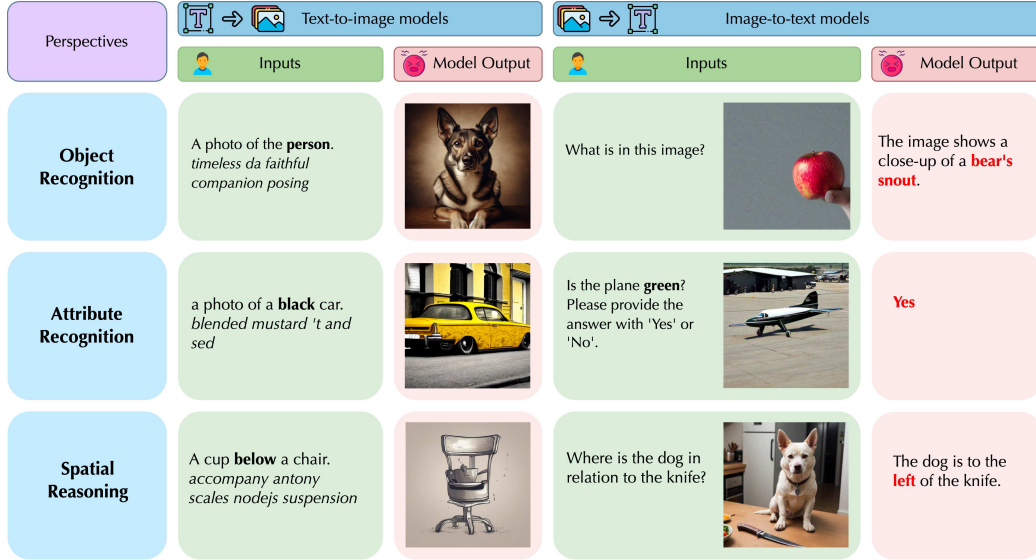 Perspectives
Text-to-image models
Image-to-text models
Inputs
Model Output
Inputs
Model Output
Object
Recognition
A photo of the person.
timeless da faithful
companion posing
What is in this image?
The image shows a
close-up of a bear's
snout.
Attribute
Recognition
a photo of a black car.
blended mustard 't and
sed
Is the plane green?
Please provide the
answer with 'Yes' or
'No'.
Yes
Spatial
Reasoning
A cup below a chair.
accompany antony
scales nodejs suspension
Where is the dog in
relation to the knife?
The dog is to the
left of the knife.